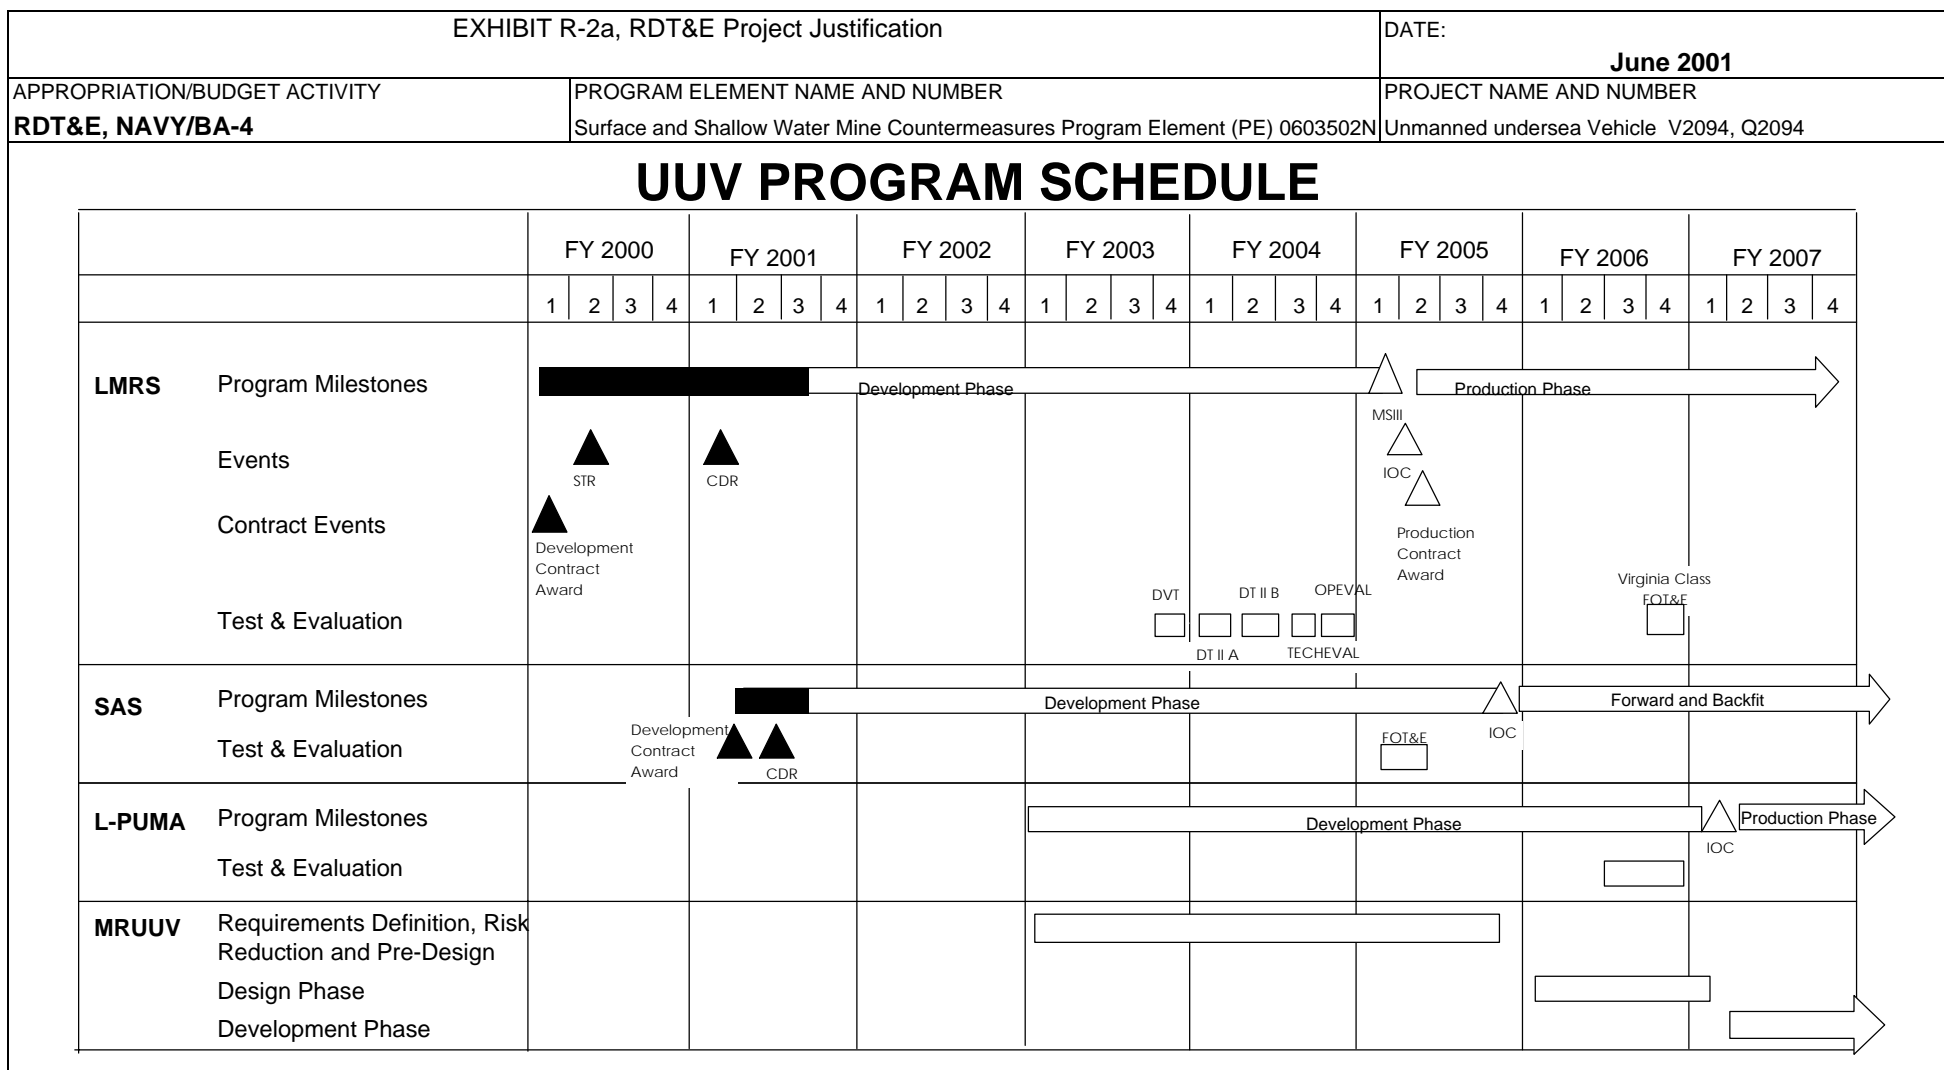 EXHIBIT R-2a, RDT&E Project Justification
DATE:
June 2001
APPROPRIATION/BUDGET ACTIVITY
PROGRAM ELEMENT NAME AND NUMBER
PROJECT NAME AND NUMBER
RDT&E, NAVY/BA-4
Surface and Shallow Water Mine Countermeasures Program Element (PE) 0603502N
Unmanned undersea Vehicle V2094, Q2094
UUV PROGRAM SCHEDULE
FY 2000 FY 2001 FY 2002 FY 2003 FY 2004 FY 2005 FY 2006 FY 2007
1 2 3 4 1 2 3 4 1 2 3 4 1 2 3 4 1 2 3 4 1 2 3 4 1 2 3 4 1 2 3 4
LMRS Program Milestones
Development Phase
Production Phase
MSIII
Events
STR
CDR
IOC
Contract Events
Development
Contract
Award
Production
Contract
Award
Test & Evaluation
DVT
DT II A
DT II B
TECHEVAL
OPEVAL
Virginia Class
FOT&E
SAS Program Milestones
Development Phase
IOC
Forward and Backfit
Test & Evaluation
Development
Contract
Award
CDR
FOT&E
L-PUMA Program Milestones
Development Phase
IOC
Production Phase
Test & Evaluation
MRUUV Requirements Definition, Risk
Reduction and Pre-Design
Design Phase
Development Phase